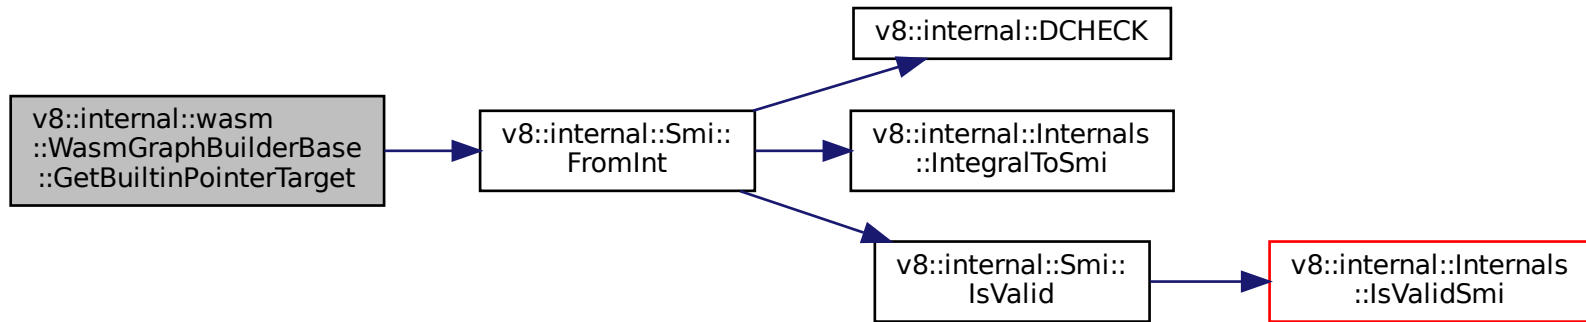 v8::internal::wasm
::WasmGraphBuilderBase
::GetBuiltinPointerTarget
v8::internal::Smi::
FromInt
v8::internal::DCHECK
v8::internal::Internals
::IntegralToSmi
v8::internal::Smi::
IsValid
v8::internal::Internals
::IsValidSmi